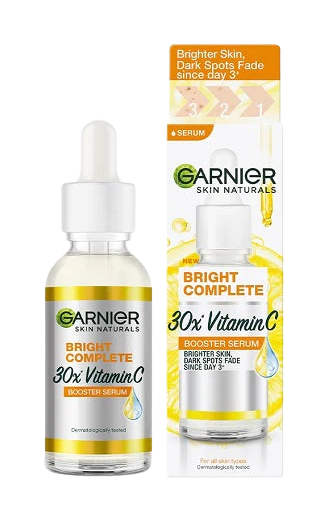 Brighter Skin,
Dark Spots Fade
since day 3+
3 2 1
SERUM
GARNIER
SKIN NATURALS
NEW
BRIGHT
COMPLETE
30x* Vitamin C
BOOSTER SERUM
BRIGHTER SKIN,
DARK SPOTS FADE
SINCE DAY 3+
For all skin types
Dermatologically tested
GARNIER
SKIN NATURALS
BRIGHT
COMPLETE
30x* Vitamin C
BOOSTER SERUM
Dermatologically tested